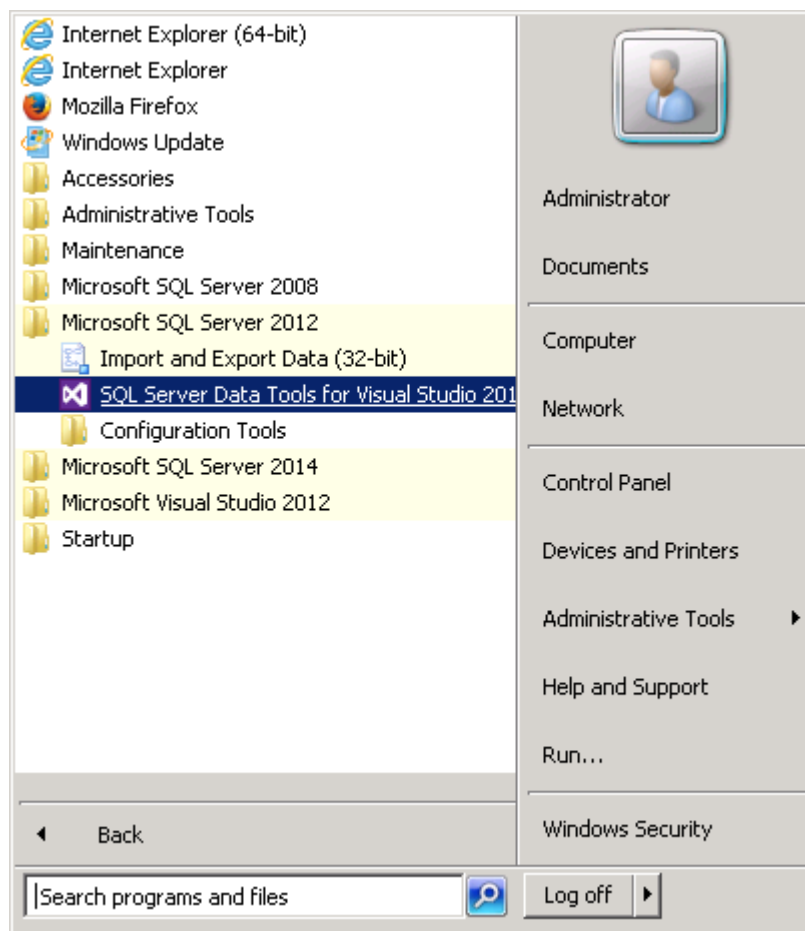 Internet Explorer (64-bit)
Internet Explorer
Mozilla Firefox
Windows Update
Accessories
Administrative Tools
Maintenance
Microsoft SQL Server 2008
Microsoft SQL Server 2012
Import and Export Data (32-bit)
SQL Server Data Tools for Visual Studio 201
Configuration Tools
Microsoft SQL Server 2014
Microsoft Visual Studio 2012
Startup
Back
Search programs and files
Administrator
Documents
Computer
Network
Control Panel
Devices and Printers
Administrative Tools
Help and Support
Run...
Windows Security
Log off